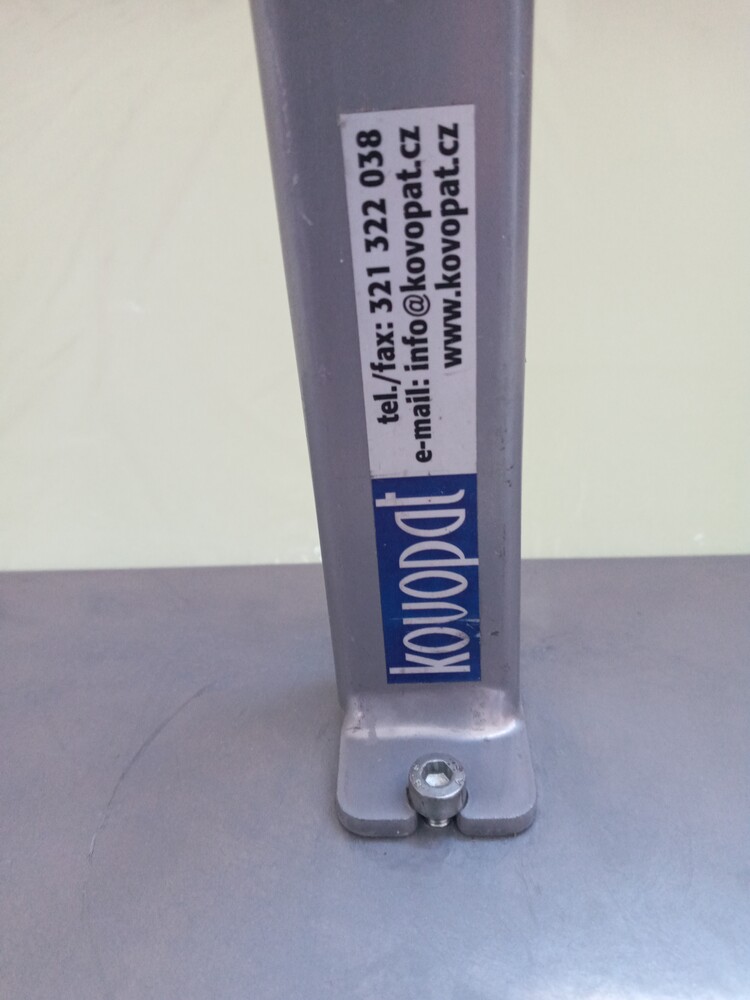 kovopat
tel./fax: 321 322 038
e-mail: info@kovopat.cz
www.kovopat.cz